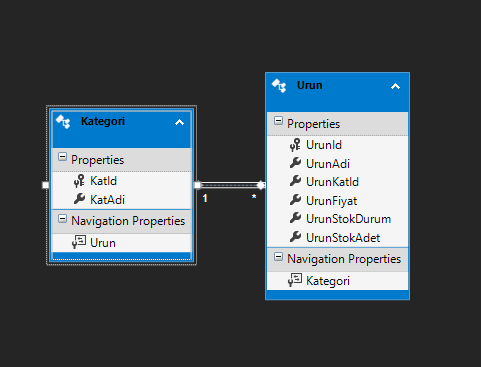 Kategori
Properties
KatId
KatAdi
Navigation Properties
Urun
1
*
Urun
Properties
UrunId
UrunAdi
UrunKatId
UrunFiyat
UrunStokDurum
UrunStokAdet
Navigation Properties
Kategori